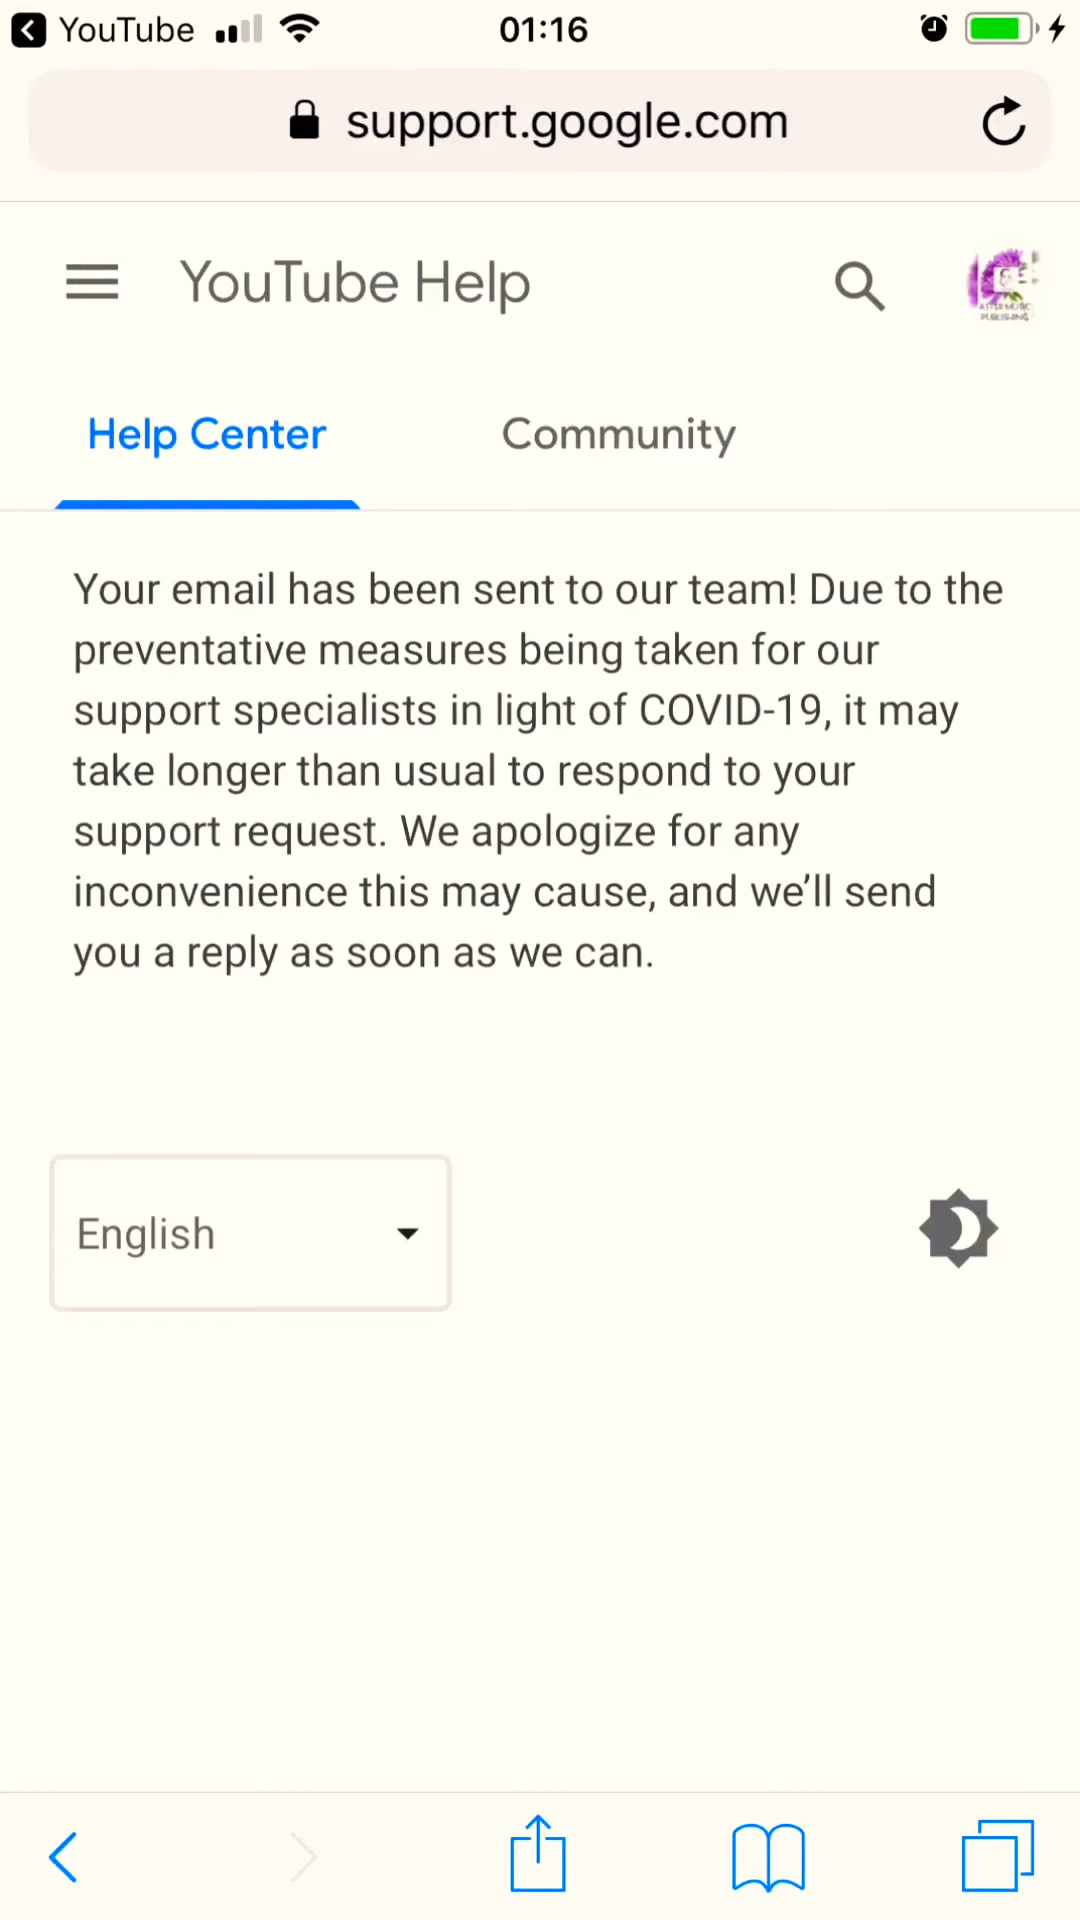 YouTube 01:16
support.google.com
YouTube Help
ASTER MUSIC
PUBLISHING
Help Center Community
Your email has been sent to our team! Due to the
preventative measures being taken for our
support specialists in light of COVID-19, it may
take longer than usual to respond to your
support request. We apologize for any
inconvenience this may cause, and we’ll send
you a reply as soon as we can.
English